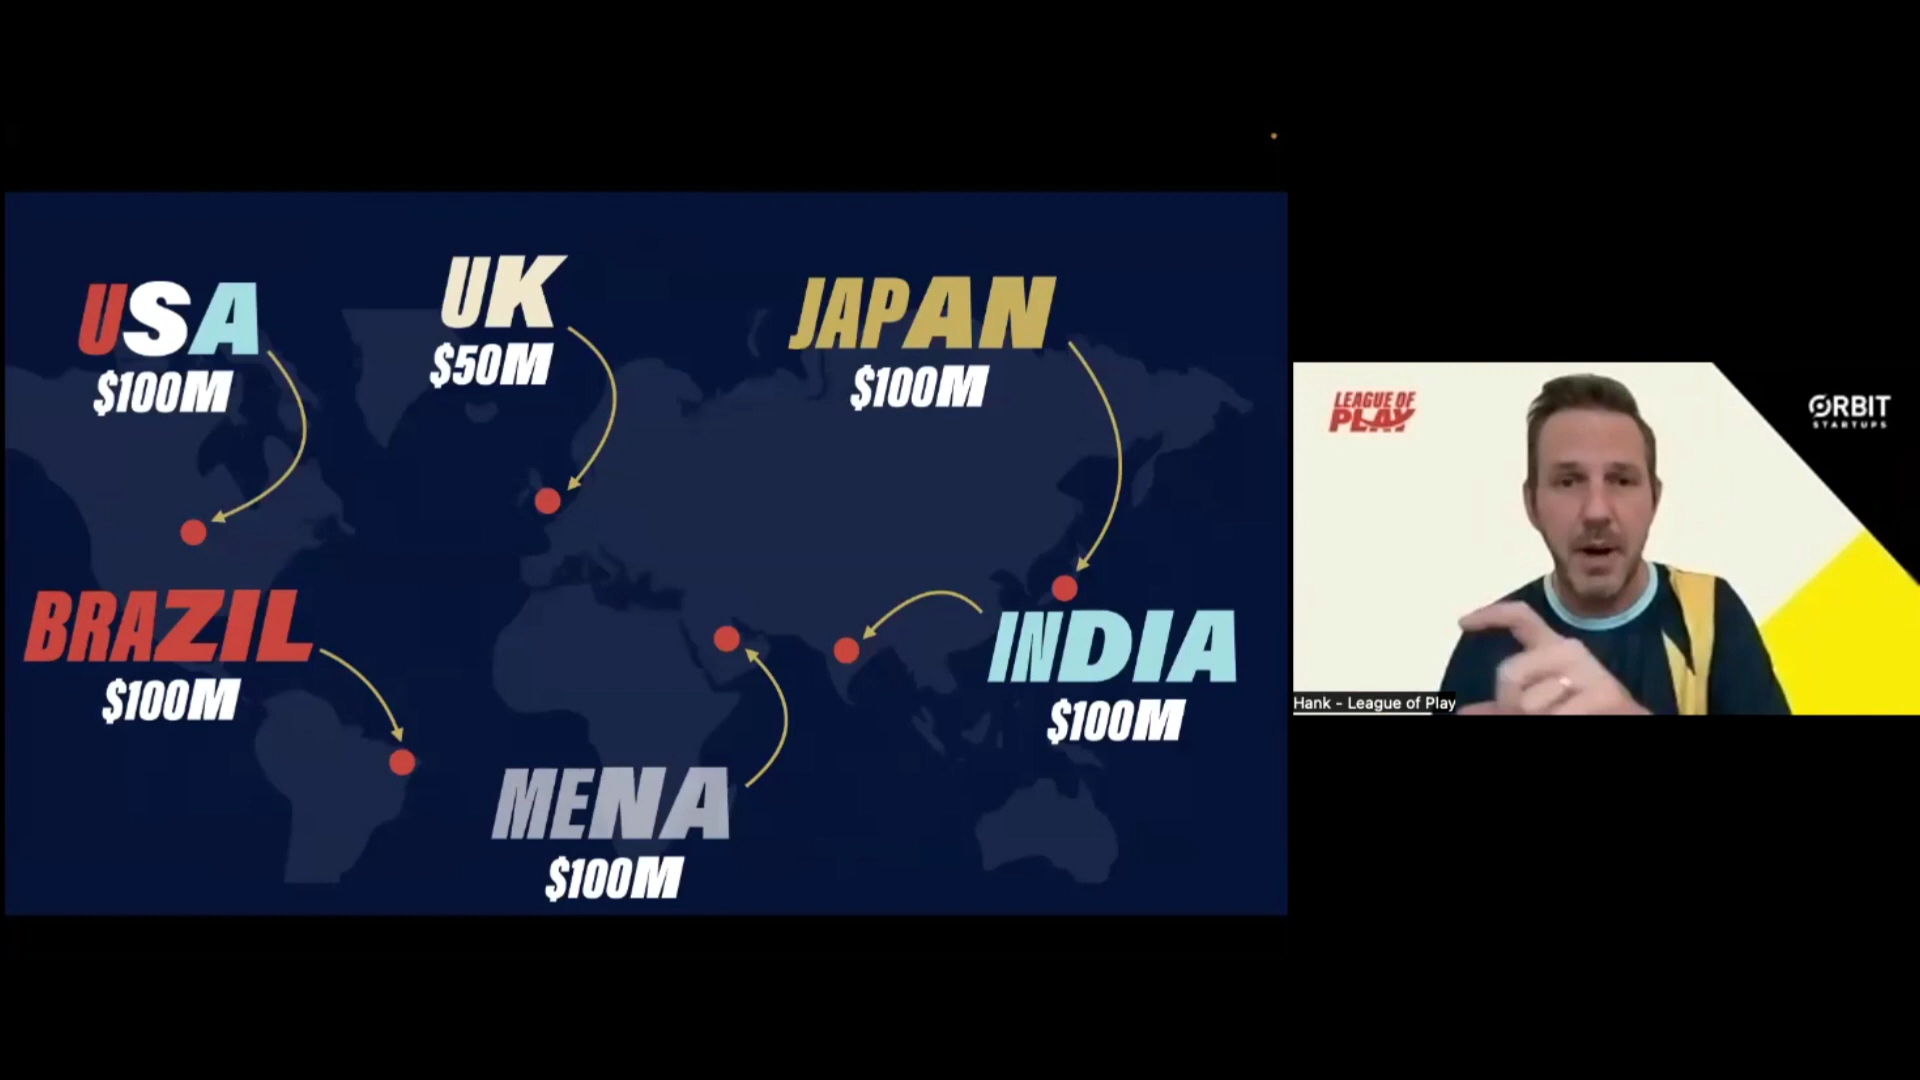 USA
$100M
UK
$50M
JAPAN
$100M
BRAZIL
$100M
INDIA
$100M
MENA
$100M
LEAGUE OF
PLAY
ORBIT
STARTUPS
Hank - League of Play